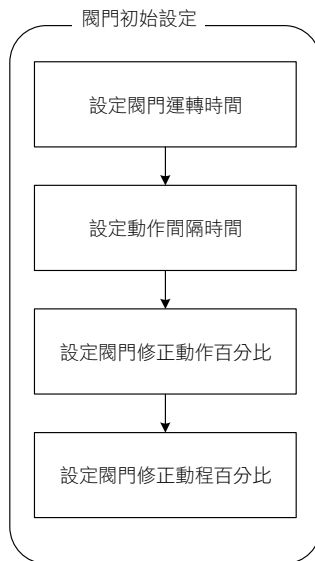 閥門初始設定
設定閥門運轉時間
設定動作間隔時間
設定閥門修正動作百分比
設定閥門修正動程百分比